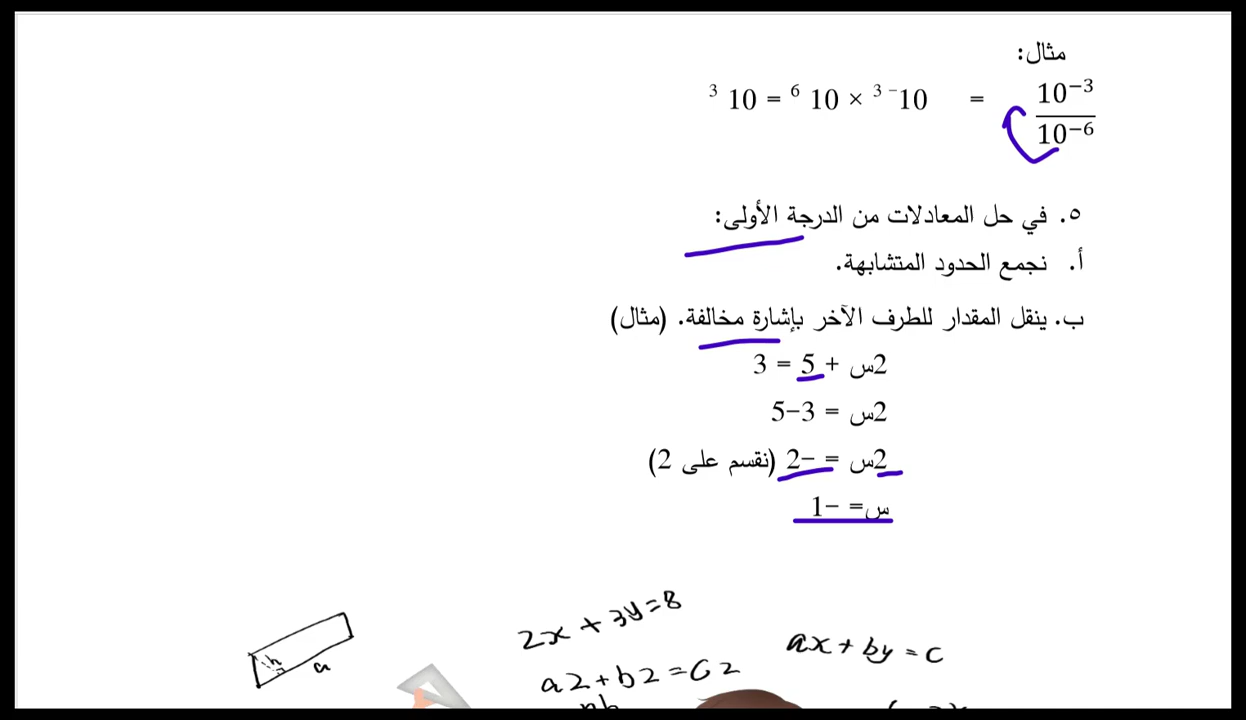 مثال:
10⁻³ / 10⁻⁶ = 10⁻³ × 10⁶ = 10³
٥. في حل المعادلات من الدرجة الأولى:
أ. نجمع الحدود المتشابهة.
ب. ينقل المقدار للطرف الآخر بإشارة مخالفة. (مثال)
2س + 5 = 3
2س = 3−5
2س = −2 (نقسم على 2)
س= −1
2x + 3y = 8
ax + by = c
h
a
a2 + b2 = c2